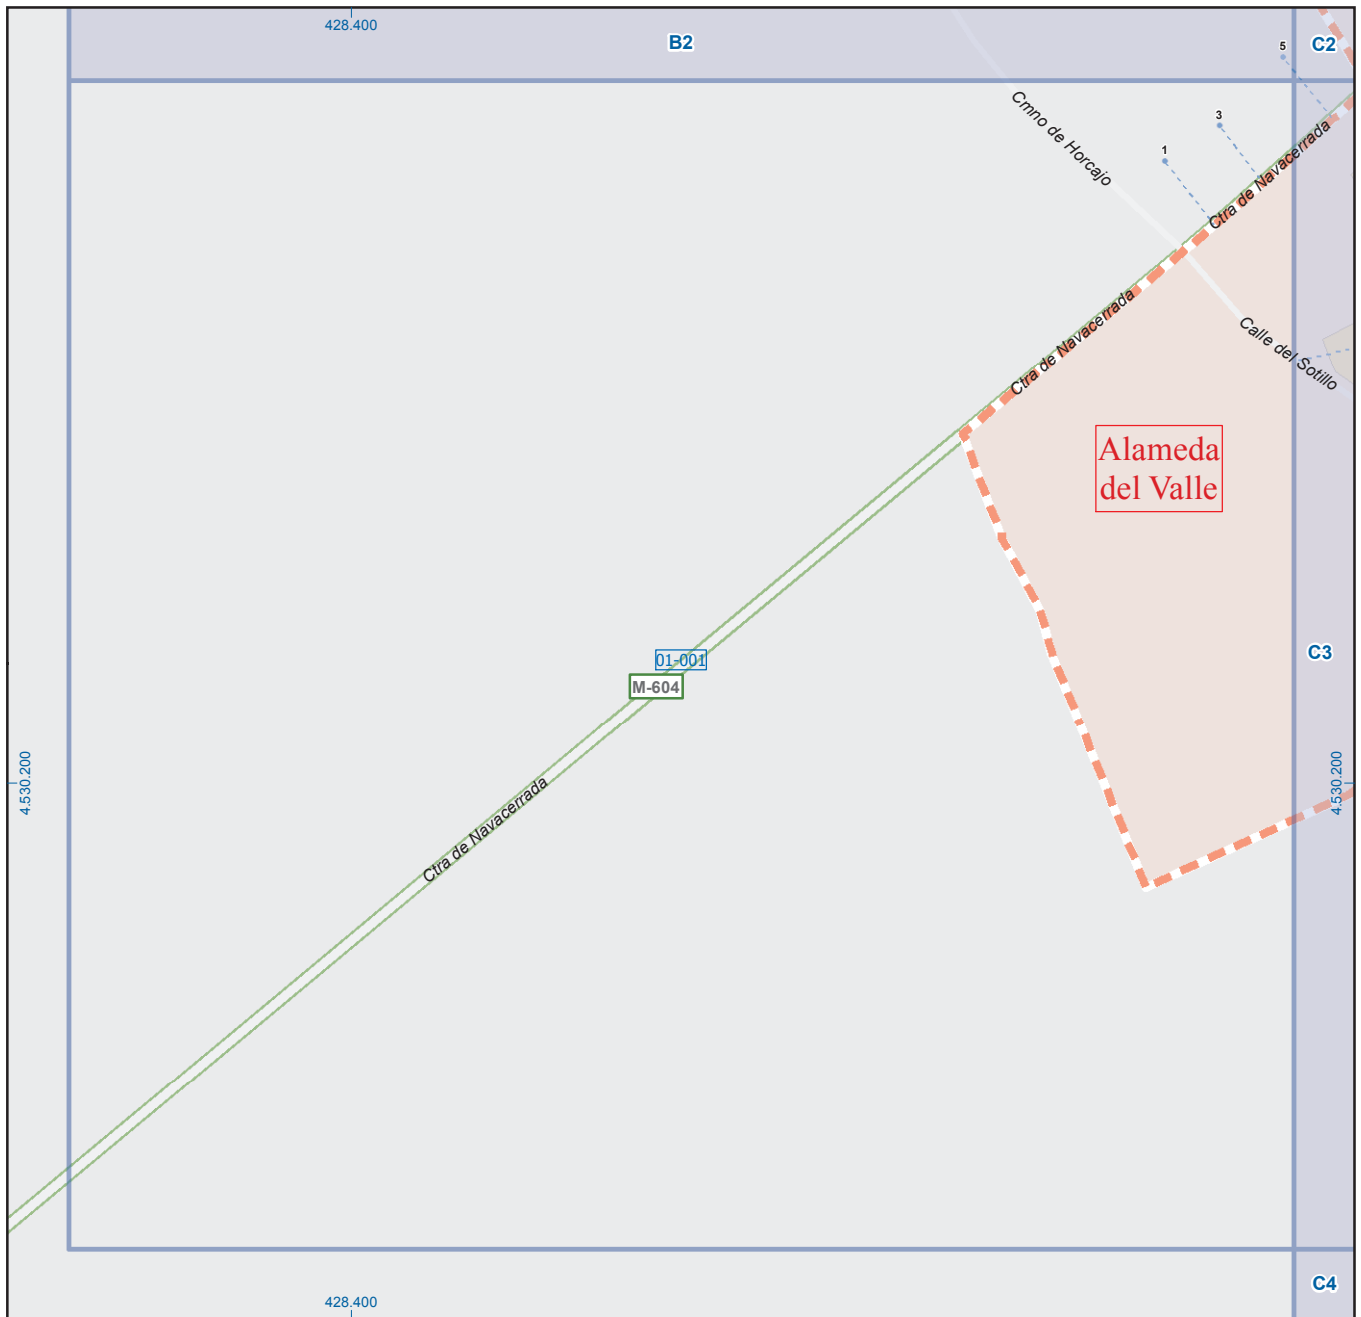 428.400
B2
C2
5
3
1
Cmno de Horcajo
Ctra de Navacerrada
Ctra de Navacerrada
Calle del Sotillo
Alameda
del Valle
C3
01-001
M-604
4.530.200
4.530.200
Ctra de Navacerrada
428.400
C4